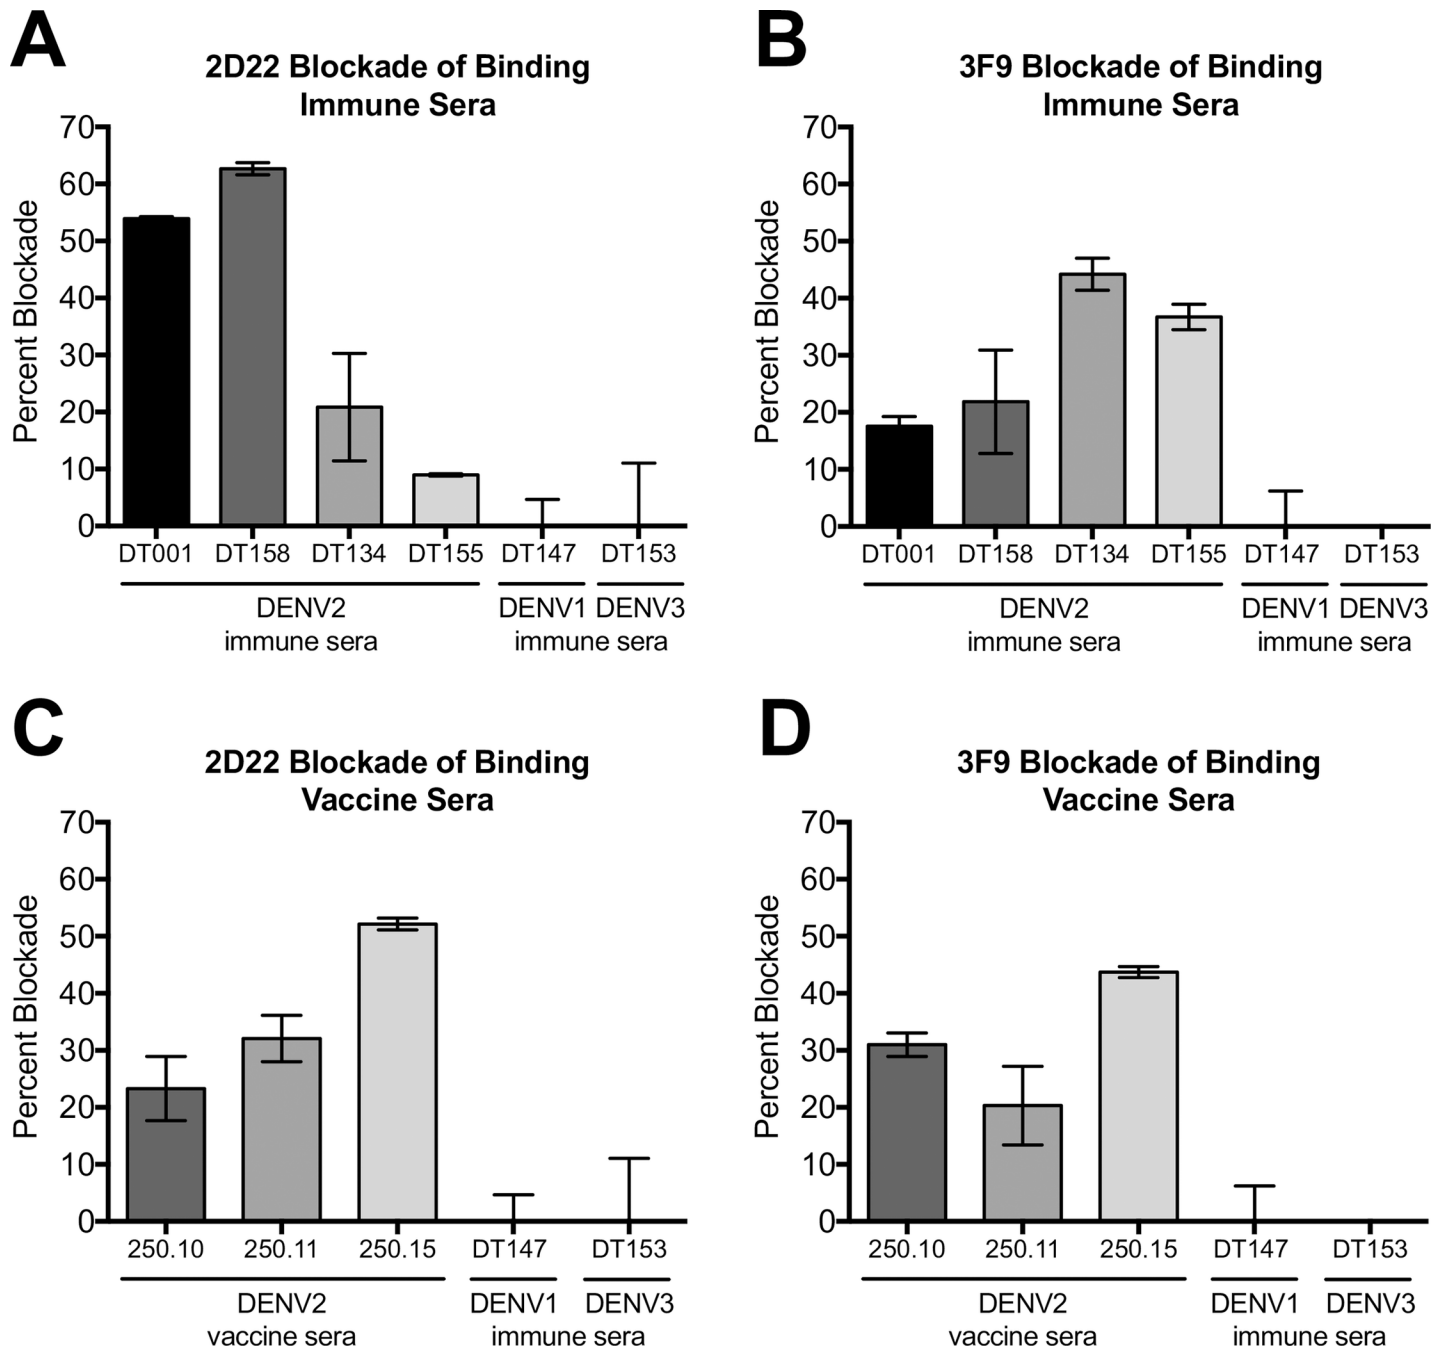 A
2D22 Blockade of Binding
Immune Sera
Percent Blockade
70
60
50
40
30
20
10
0
DT001 DT158 DT134 DT155 DT147 DT153
DENV2 DENV1 DENV3
immune sera immune sera
B
3F9 Blockade of Binding
Immune Sera
Percent Blockade
70
60
50
40
30
20
10
0
DT001 DT158 DT134 DT155 DT147 DT153
DENV2 DENV1 DENV3
immune sera immune sera
C
2D22 Blockade of Binding
Vaccine Sera
Percent Blockade
70
60
50
40
30
20
10
0
250.10 250.11 250.15 DT147 DT153
DENV2 DENV1 DENV3
vaccine sera immune sera
D
3F9 Blockade of Binding
Vaccine Sera
Percent Blockade
70
60
50
40
30
20
10
0
250.10 250.11 250.15 DT147 DT153
DENV2 DENV1 DENV3
vaccine sera immune sera